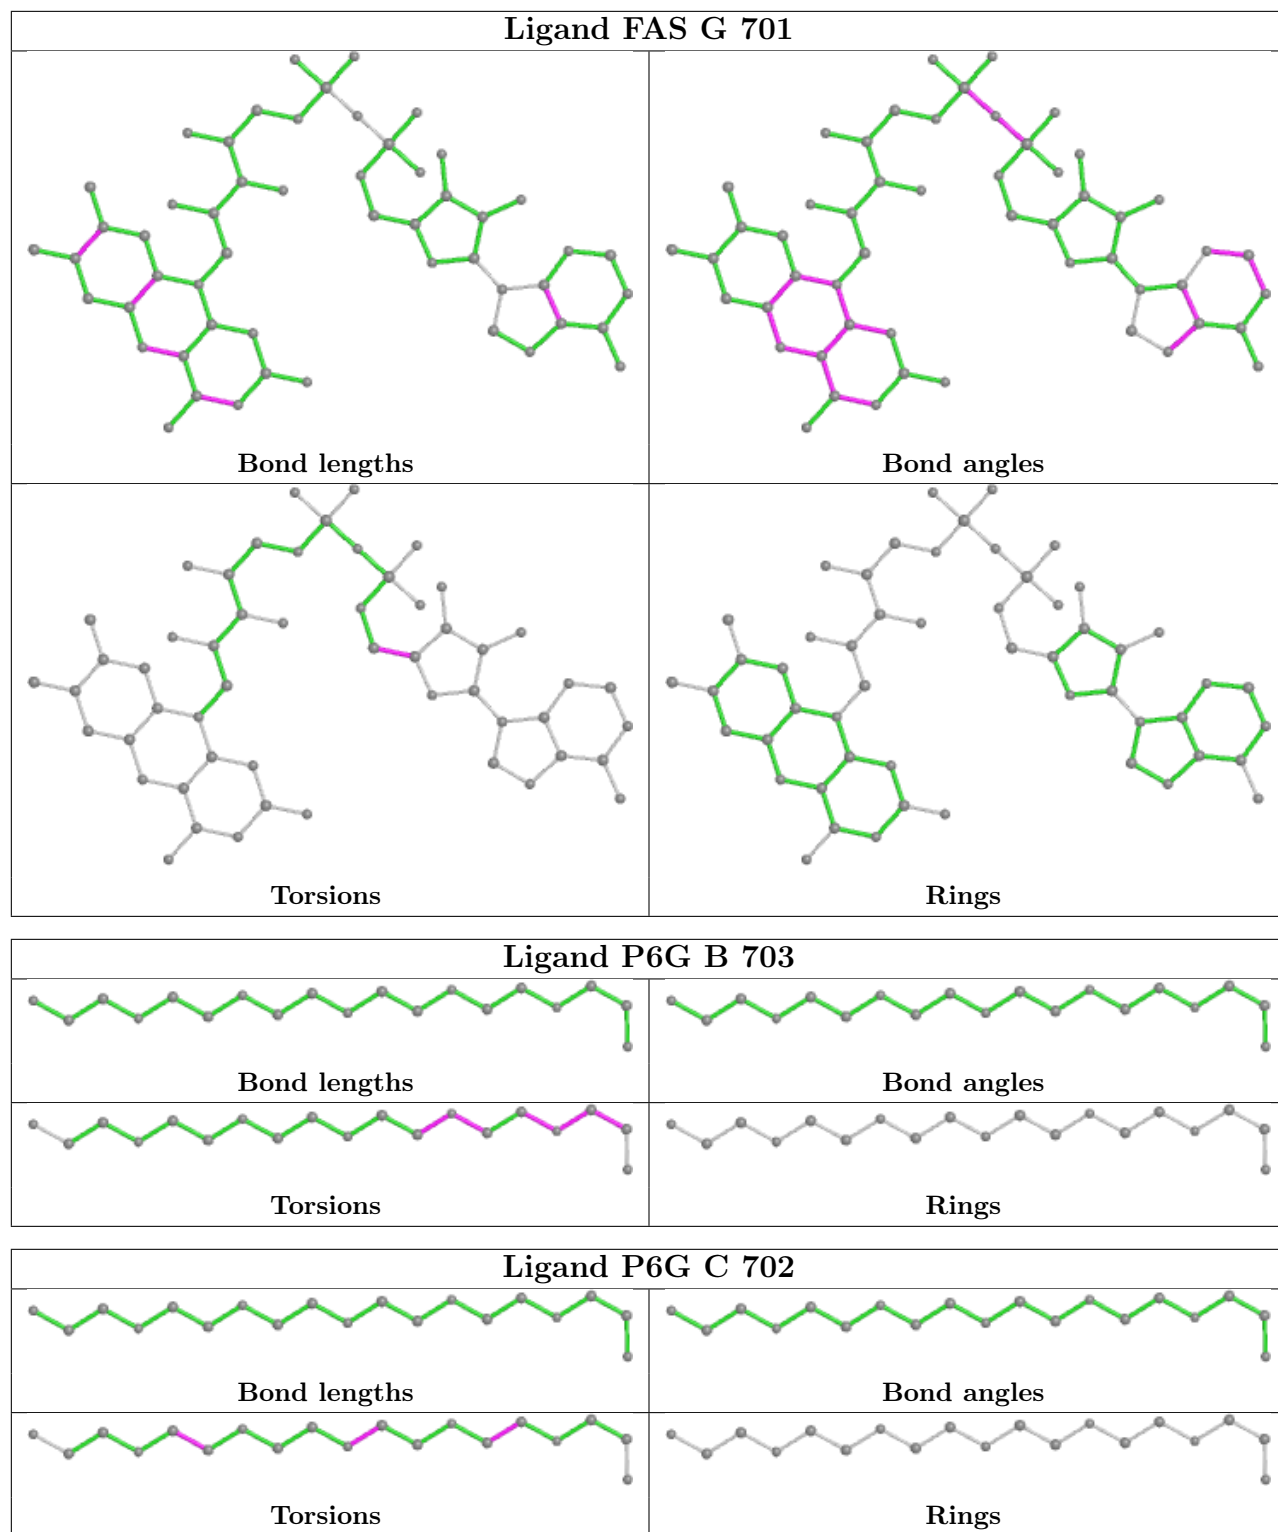 Ligand FAS G 701
Bond lengths
Bond angles
Torsions
Rings
Ligand P6G B 703
Bond lengths
Bond angles
Torsions
Rings
Ligand P6G C 702
Bond lengths
Bond angles
Torsions
Rings